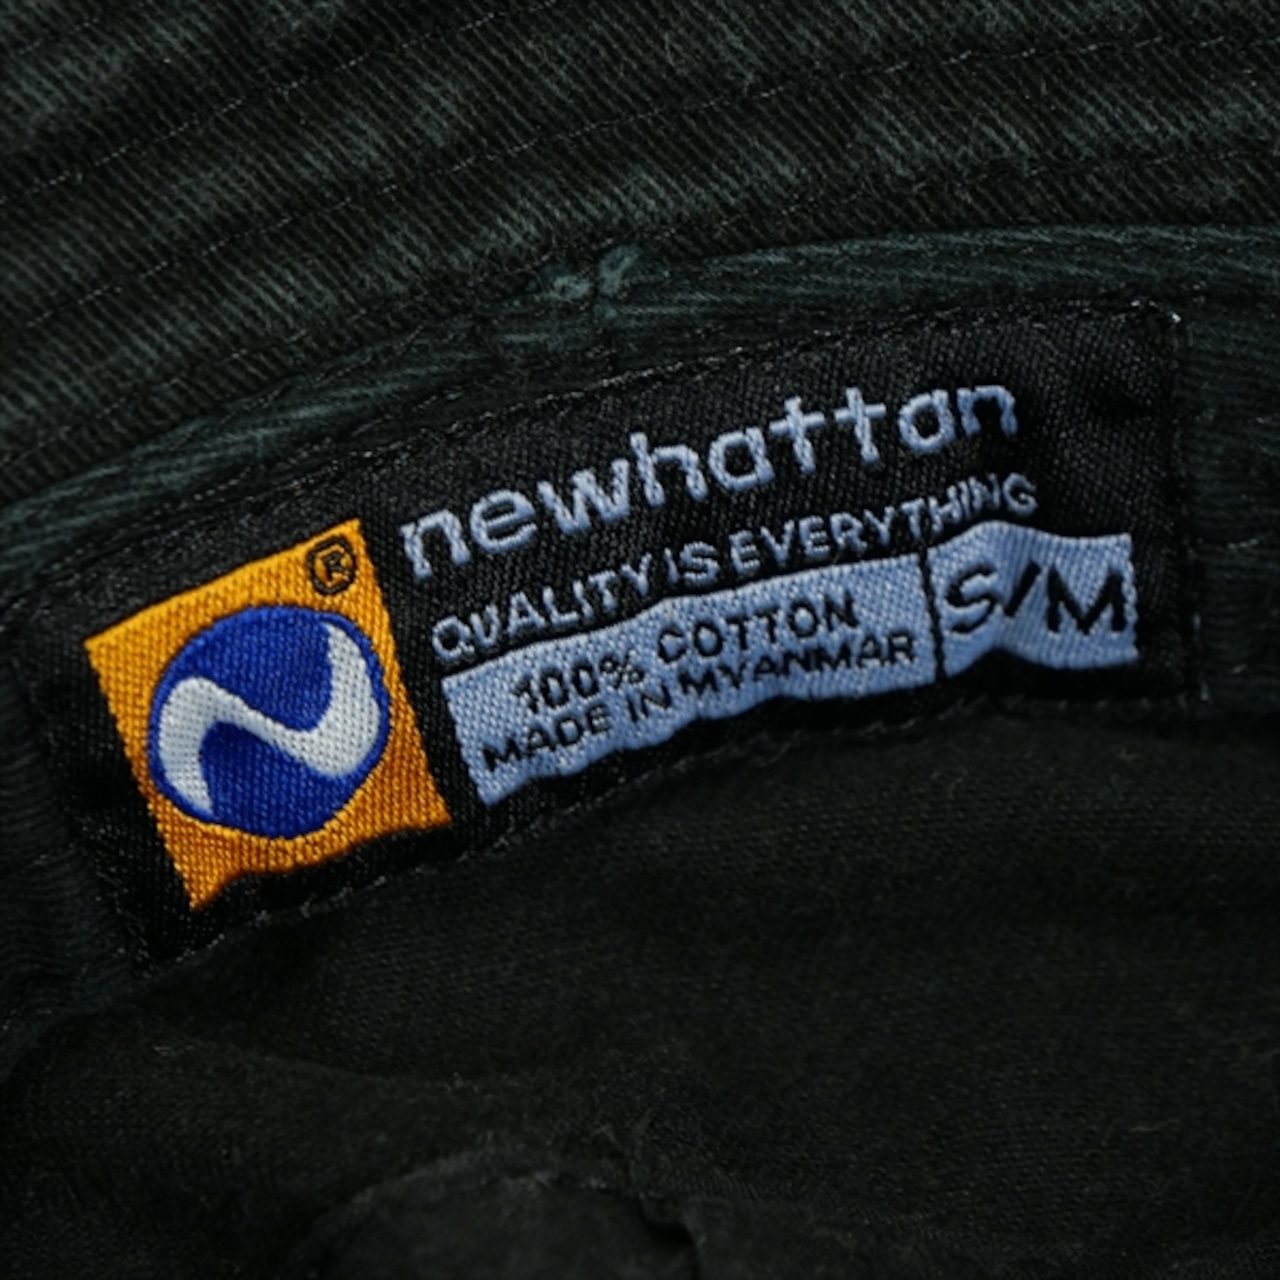 newhattan
QUALITY IS EVERYTHING
100% COTTON
MADE IN MYANMAR
S/M
®